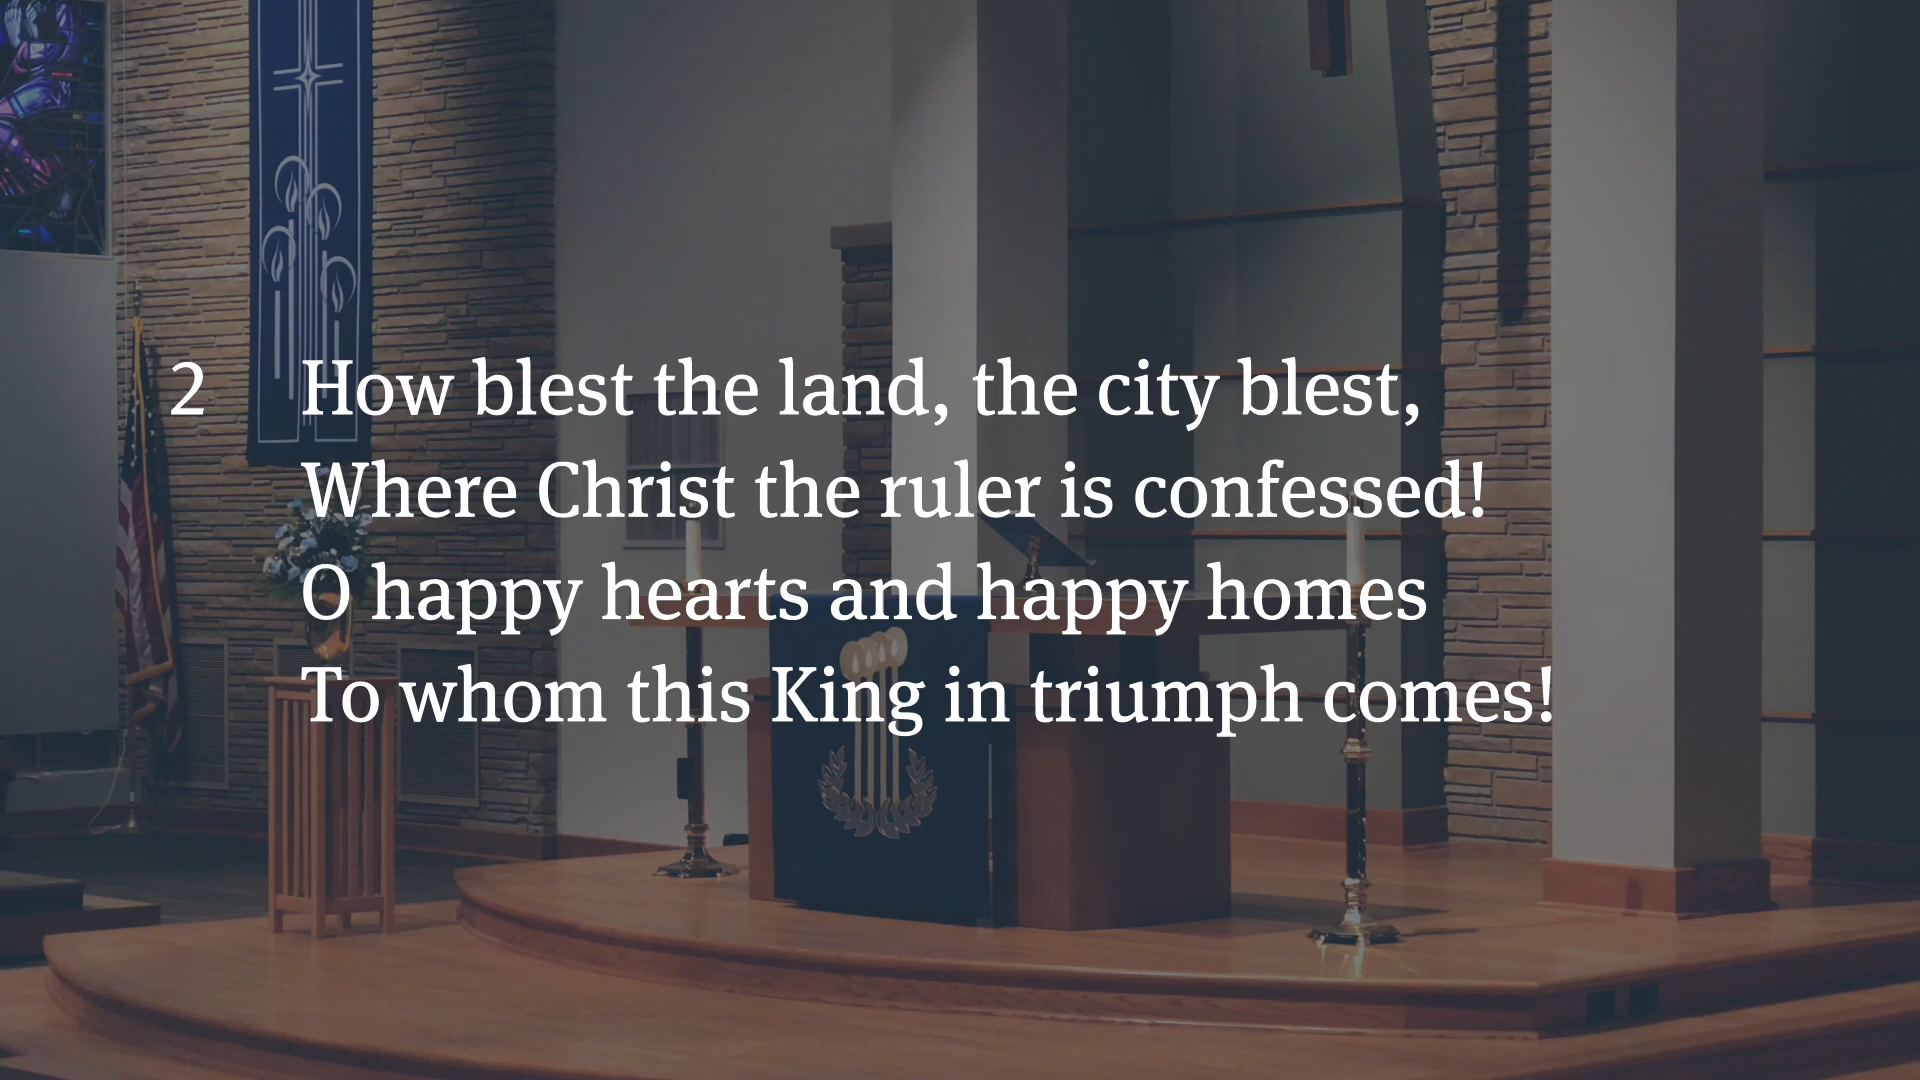 2 How blest the land, the city blest,
Where Christ the ruler is confessed!
O happy hearts and happy homes
To whom this King in triumph comes!